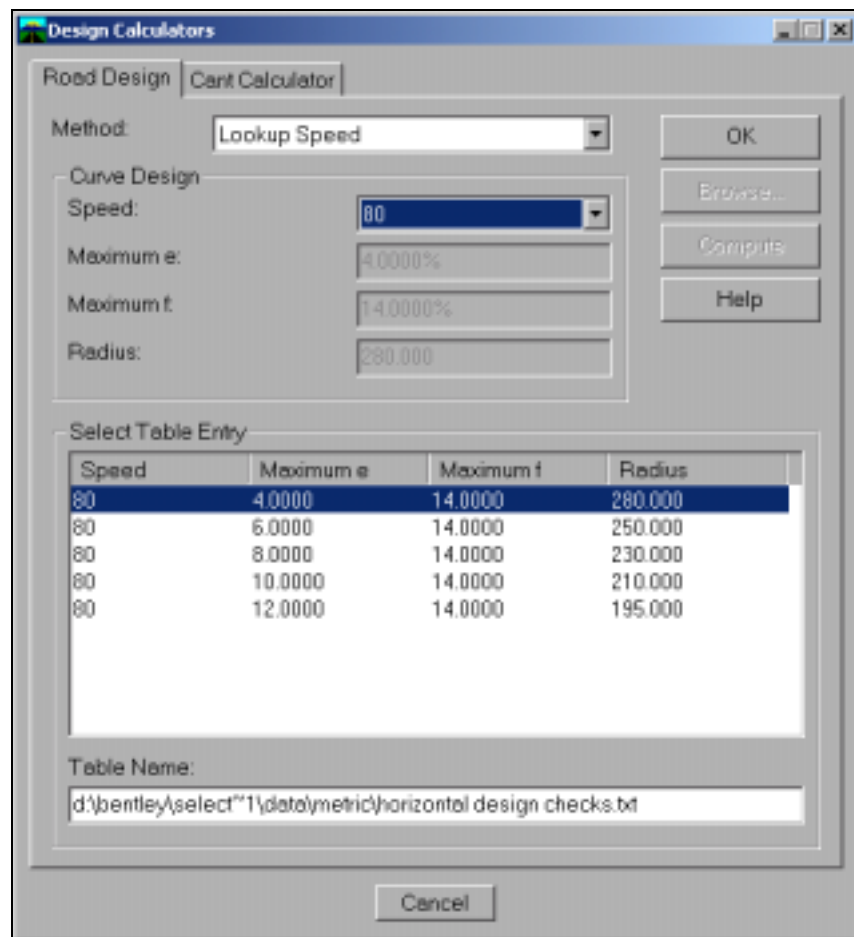 Design Calculators
Road Design Cant Calculator
Method: Lookup Speed OK
Curve Design Browse...
Speed: 80
Maximum e: 4.0000% Compute
Maximum f: 14.0000% Help
Radius: 280.000
Select Table Entry
Speed Maximum e Maximum f Radius
80 4.0000 14.0000 280.000
80 6.0000 14.0000 250.000
80 8.0000 14.0000 230.000
80 10.0000 14.0000 210.000
80 12.0000 14.0000 195.000
Table Name:
d:\bentley\select~1\data\metric\horizontal design checks.txt
Cancel